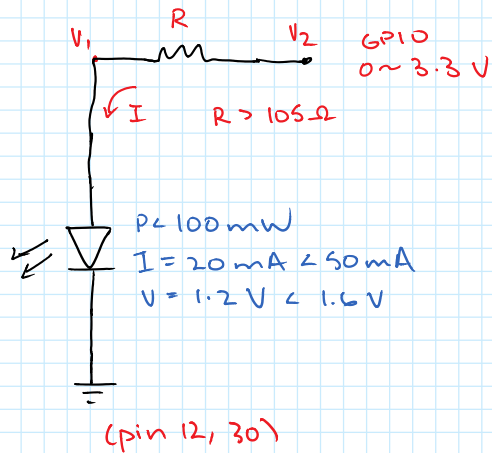 R
V1
V2
GPIO
0 ~ 3.3 V
I
R > 105Ω
P < 100 mW
I = 20 mA < 50 mA
V = 1.2 V < 1.6 V
(pin 12, 30)